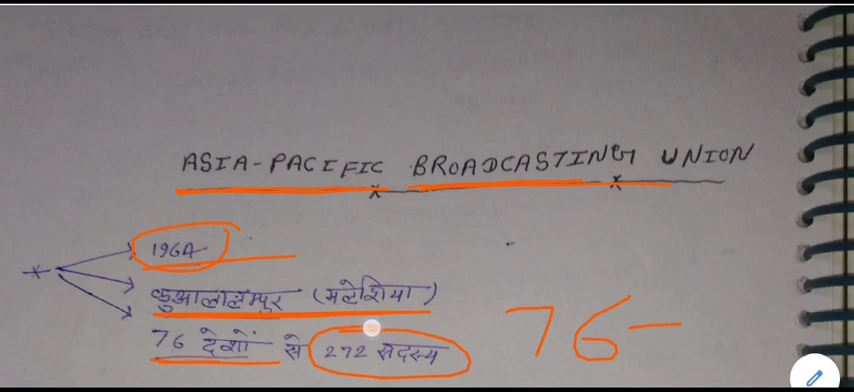 ASIA-PACIFIC BROADCASTING UNION
1964
कुआलालम्पुर (मलेशिया)
76 देशों से 272 सदस्य
76-